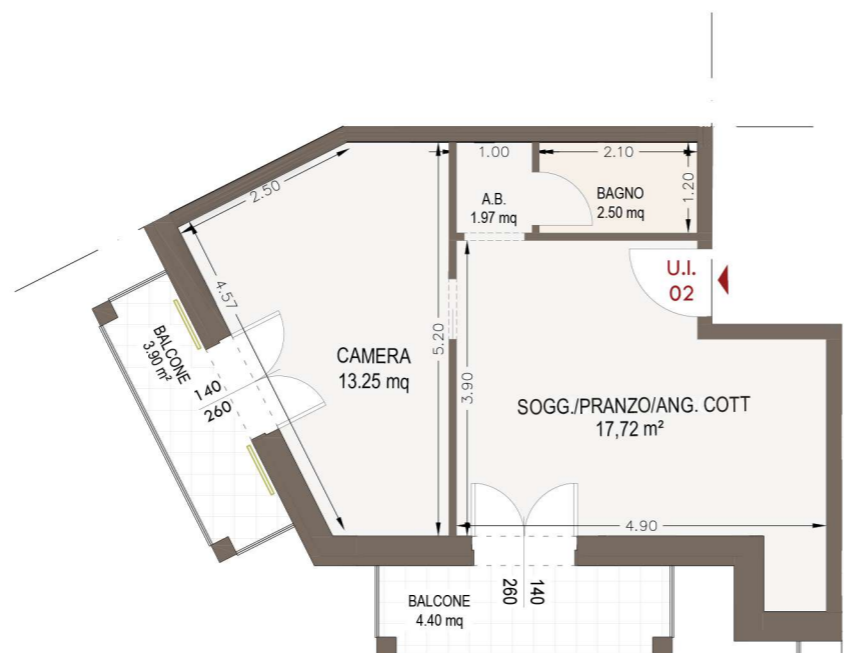 1.00
2.10
A.B.
1.97 mq
BAGNO
2.50 mq
1.20
2.50
4.57
U.I.
02
BALCONE
3.90 m²
140
260
CAMERA
13.25 mq
5.20
3.90
SOGG./PRANZO/ANG. COTT
17,72 m²
4.90
BALCONE
4.40 mq
140
260